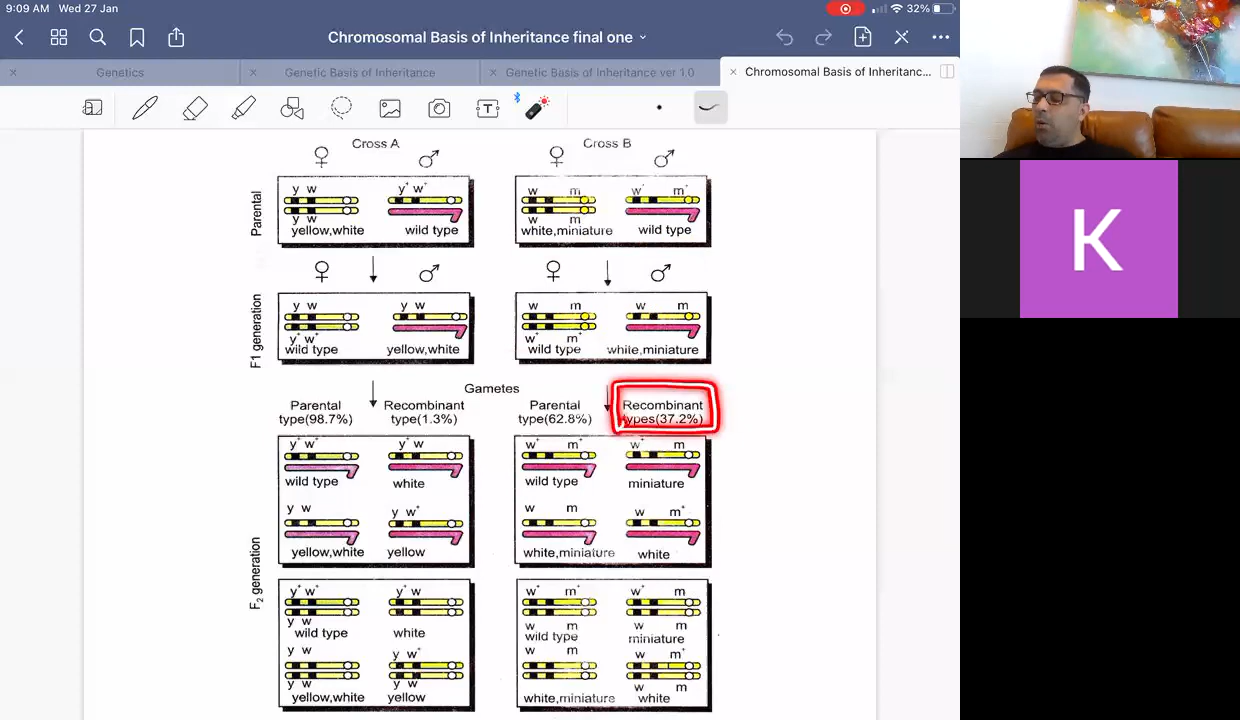 9:09 AM Wed 27 Jan
32%
Chromosomal Basis of Inheritance final one
Genetics
Genetic Basis of Inheritance
Genetic Basis of Inheritance ver 1.0
Chromosomal Basis of Inheritanc...
T
K
Cross A Cross B
♀ ♂ ♀ ♂
Parental
y w y⁺ w⁺ w m w⁺ m⁺
y w w m
yellow,white wild type white,miniature wild type
♀ ♂ ♀ ♂
F1 generation
y w y w w m w m
y⁺ w⁺ w⁺ m⁺
wild type yellow,white wild type white,miniature
Gametes
Parental Recombinant Parental Recombinant
type(98.7%) type(1.3%) type(62.8%) types(37.2%)
F₂ generation
y⁺ w⁺ y⁺ w w⁺ m⁺ w⁺ m
wild type white wild type miniature
y w y w⁺ w m w m⁺
yellow,white yellow white,miniature white
y⁺ w⁺ y⁺ w w⁺ m⁺ w⁺ m
y w w m w m
wild type white wild type miniature
y w y w⁺ w m w m⁺
y w y w w m
yellow,white yellow white,miniature white